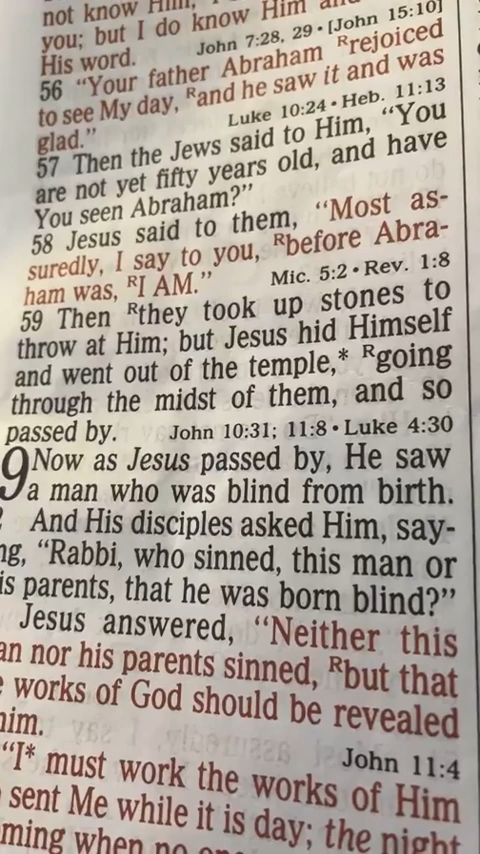 not know Him,
you; but I do know Him and
His word. John 7:28, 29 • [John 15:10]
56 “Your father Abraham Rrejoiced
to see My day, Rand he saw it and was
glad.” Luke 10:24 • Heb. 11:13
57 Then the Jews said to Him, “You
are not yet fifty years old, and have
You seen Abraham?”
58 Jesus said to them, “Most as-
suredly, I say to you, Rbefore Abra-
ham was, RI AM.” Mic. 5:2 • Rev. 1:8
59 Then Rthey took up stones to
throw at Him; but Jesus hid Himself
and went out of the temple,* Rgoing
through the midst of them, and so
passed by. John 10:31; 11:8 • Luke 4:30
9 Now as Jesus passed by, He saw
a man who was blind from birth.
And His disciples asked Him, say-
ng, “Rabbi, who sinned, this man or
is parents, that he was born blind?”
Jesus answered, “Neither this
an nor his parents sinned, Rbut that
e works of God should be revealed
him. John 11:4
“I* must work the works of Him
sent Me while it is day; the night
ming when no